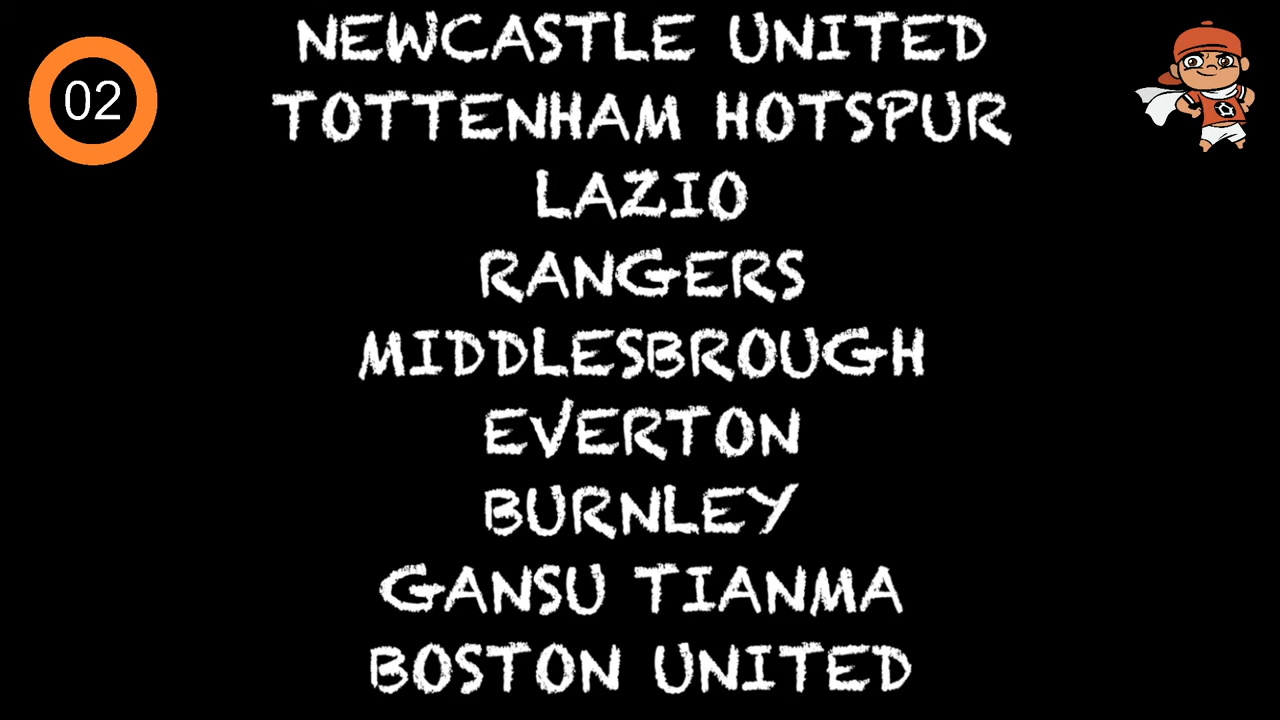 02
NEWCASTLE UNITED
TOTTENHAM HOTSPUR
LAZIO
RANGERS
MIDDLESBROUGH
EVERTON
BURNLEY
GANSU TIANMA
BOSTON UNITED